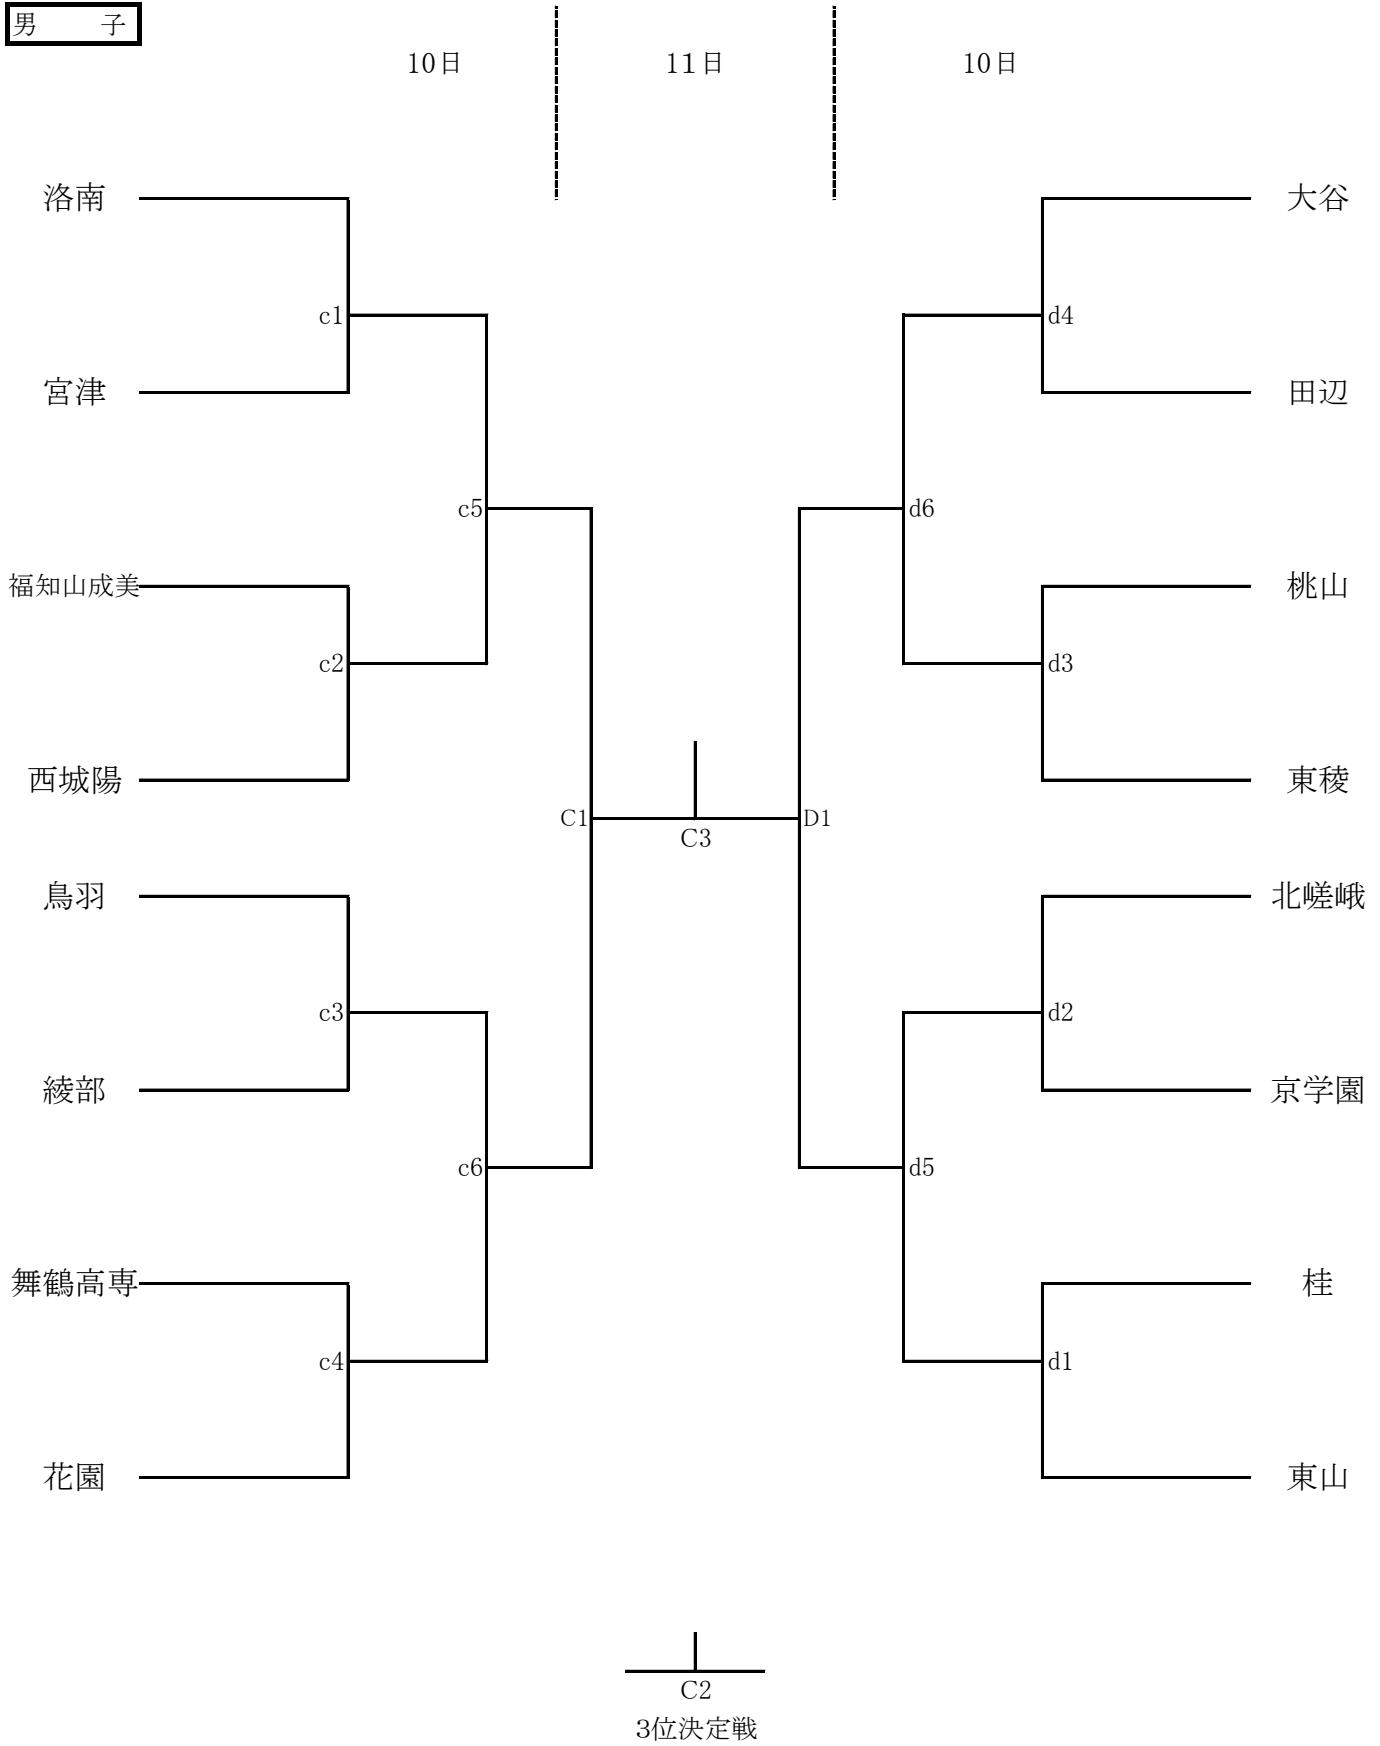 男　子
10日　11日　10日
洛南　大谷
c1　d4
宮津　田辺
c5　d6
福知山成美　桃山
c2　d3
西城陽　東稜
C1　D1
C3
鳥羽　北嵯峨
c3　d2
綾部　京学園
c6　d5
舞鶴高専　桂
c4　d1
花園　東山
C2
3位決定戦